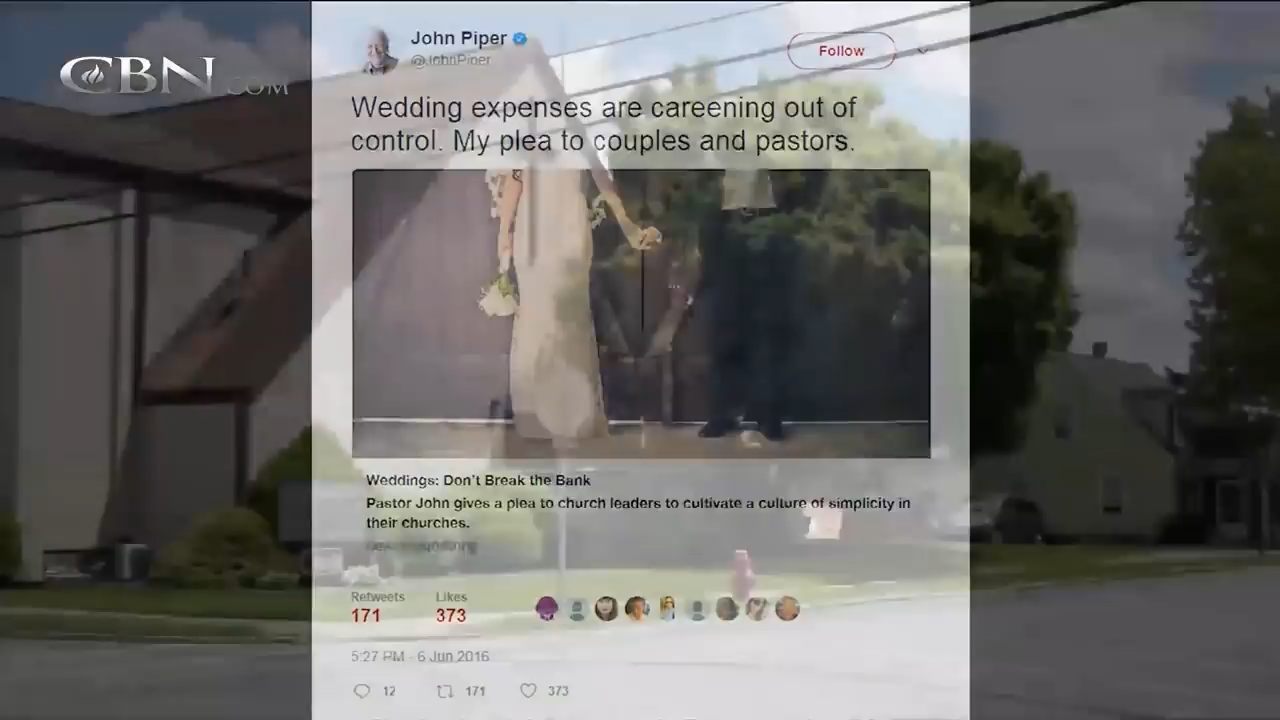 CBN.COM
John Piper
@JohnPiper
Follow
Wedding expenses are careening out of
control. My plea to couples and pastors.
Weddings: Don't Break the Bank
Pastor John gives a plea to church leaders to cultivate a culture of simplicity in
their churches.
Retweets
Likes
171
373
5:27 PM - 6 Jun 2016
12
171
373